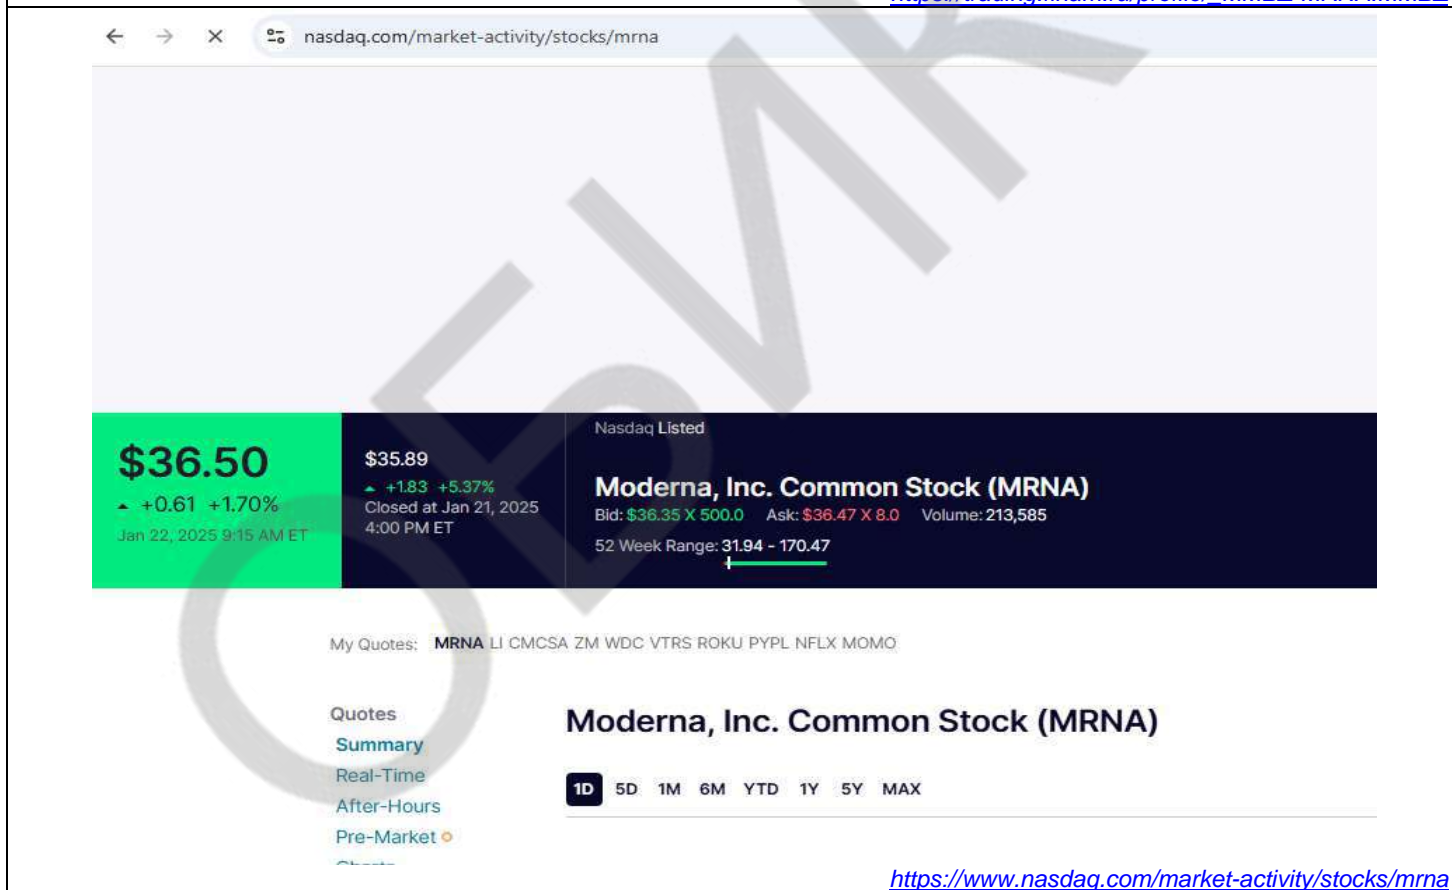 nasdaq.com/market-activity/stocks/mrna
ОБИК
$36.50
▲ +0.61 +1.70%
Jan 22, 2025 9:15 AM ET
$35.89
▲ +1.83 +5.37%
Closed at Jan 21, 2025
4:00 PM ET
Nasdaq Listed
Moderna, Inc. Common Stock (MRNA)
Bid: $36.35 X 500.0 Ask: $36.47 X 8.0 Volume: 213,585
52 Week Range: 31.94 - 170.47
My Quotes: MRNA LI CMCSA ZM WDC VTRS ROKU PYPL NFLX MOMO
Quotes
Summary
Real-Time
After-Hours
Pre-Market
Moderna, Inc. Common Stock (MRNA)
1D 5D 1M 6M YTD 1Y 5Y MAX
https://www.nasdaq.com/market-activity/stocks/mrna